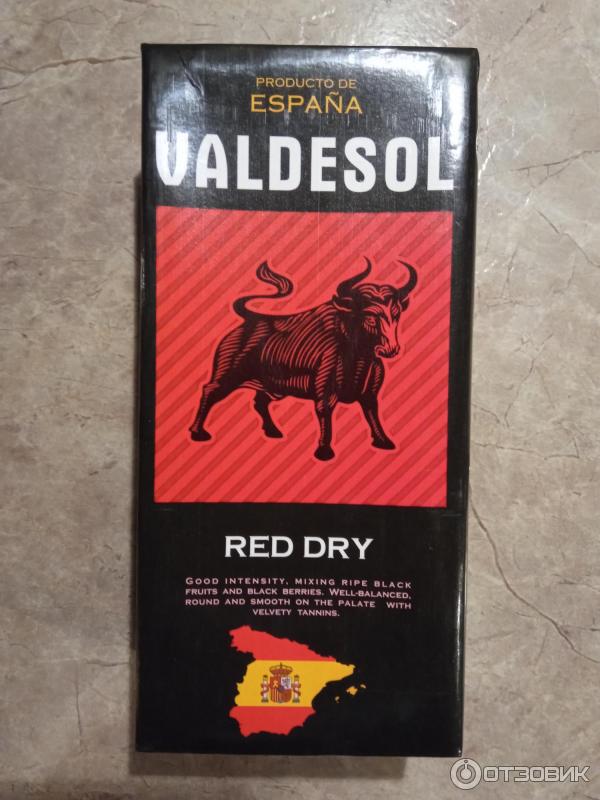 PRODUCTO DE
ESPAÑA
VALDESOL
RED DRY
GOOD INTENSITY, MIXING RIPE BLACK
FRUITS AND BLACK BERRIES. WELL-BALANCED,
ROUND AND SMOOTH ON THE PALATE WITH
VELVETY TANNINS.
ОТЗОВИК